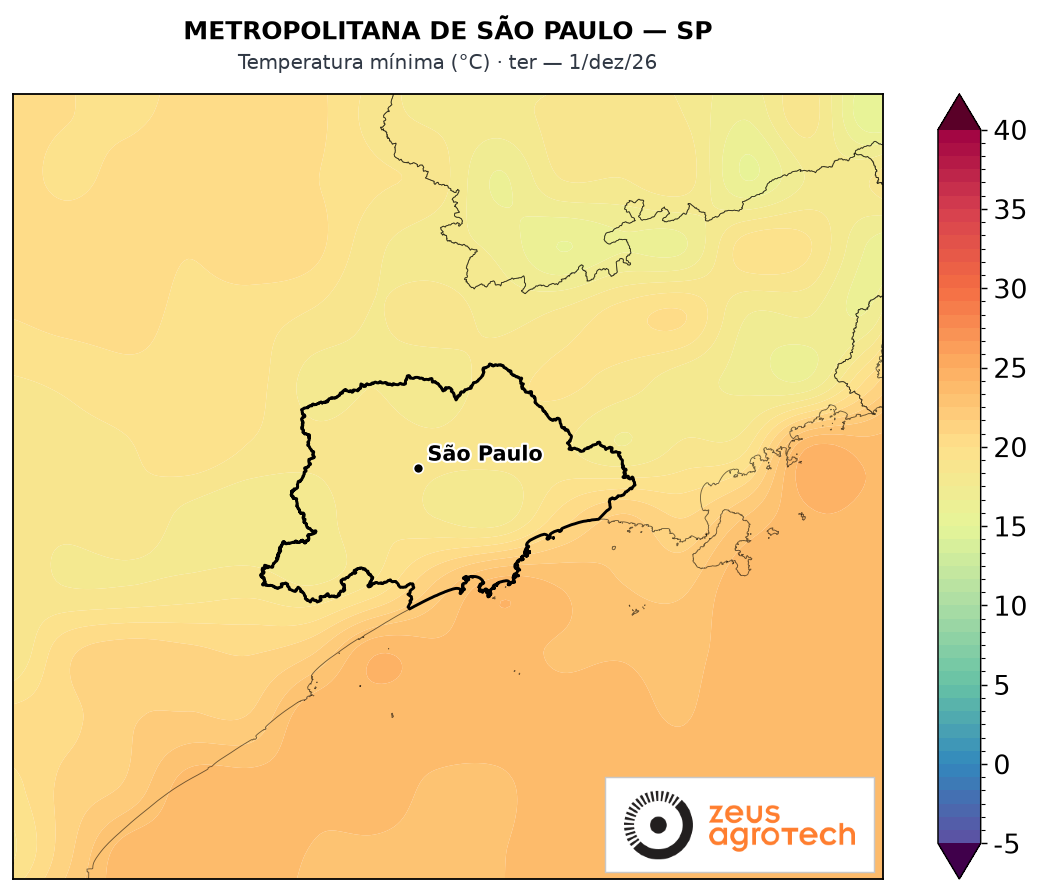 METROPOLITANA DE SÃO PAULO — SP
Temperatura mínima (°C) · ter — 1/dez/26
São Paulo
40
35
30
25
20
15
10
5
0
-5
zeus
agrotech